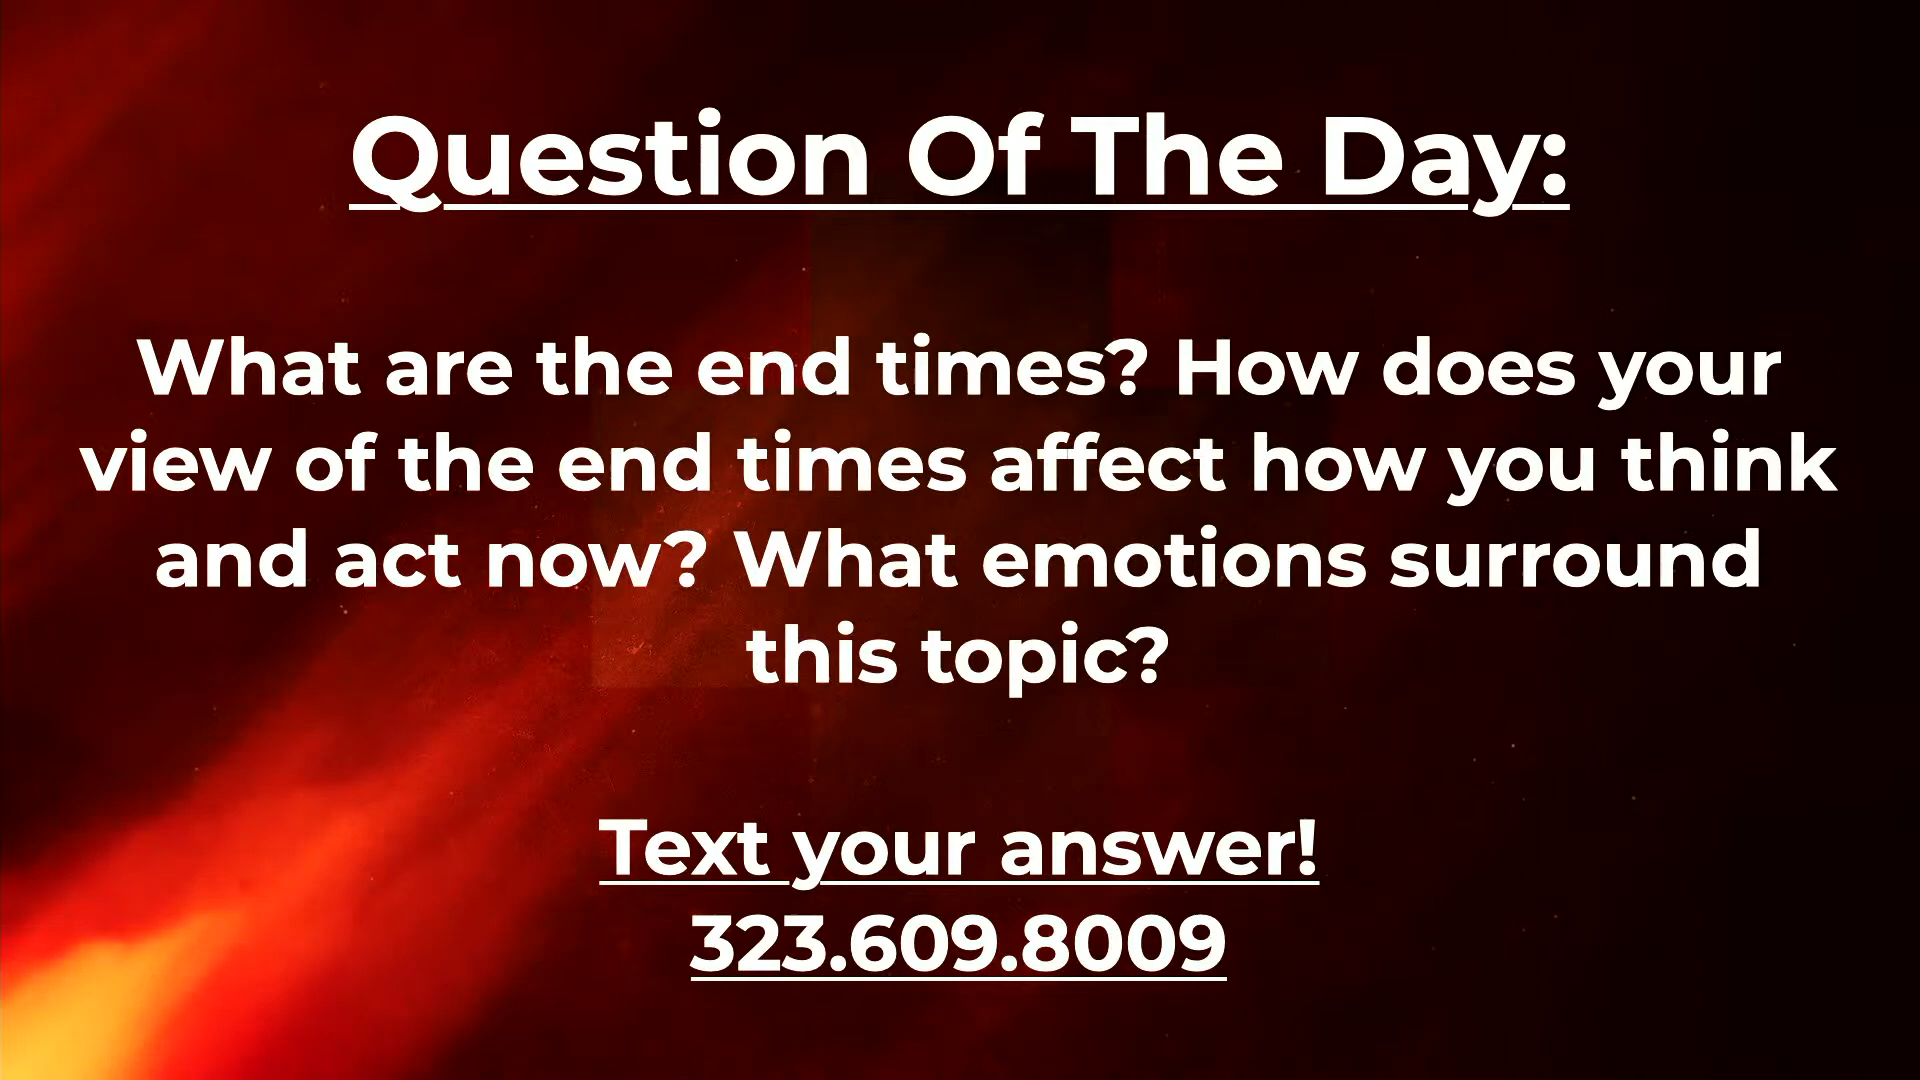 Question Of The Day:
What are the end times? How does your
view of the end times affect how you think
and act now? What emotions surround
this topic?
Text your answer!
323.609.8009